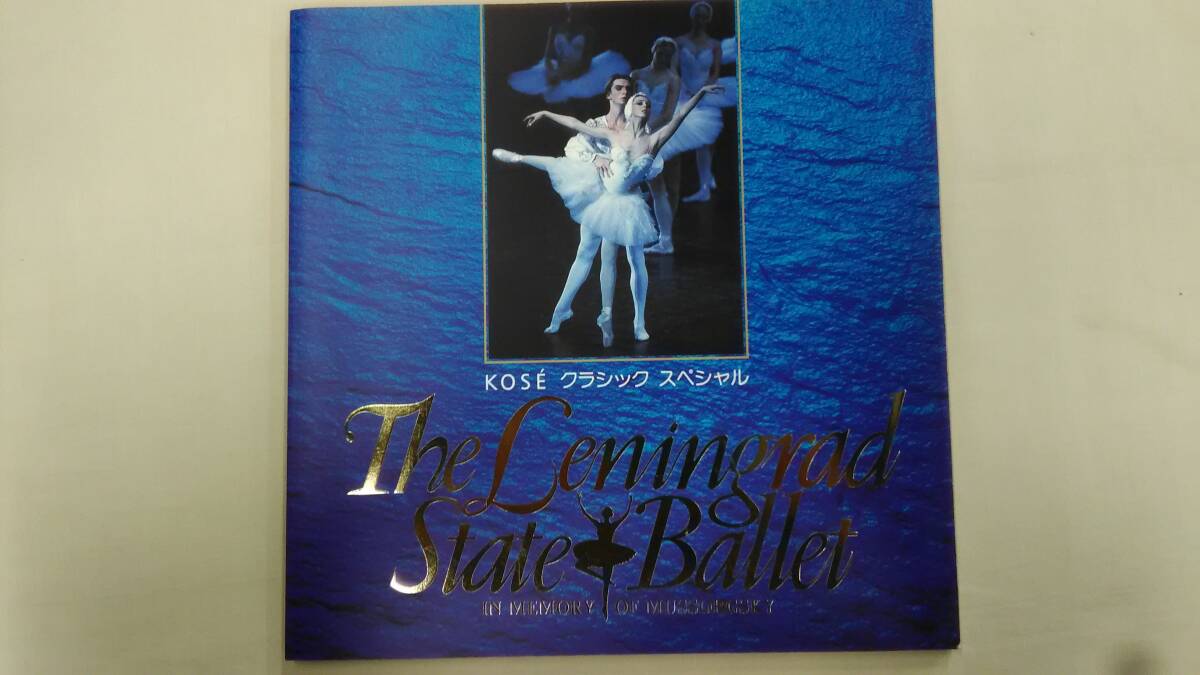 KOSÉ クラシック スペシャル
The Leningrad
State Ballet
IN MEMORY OF MUSSORGSKY